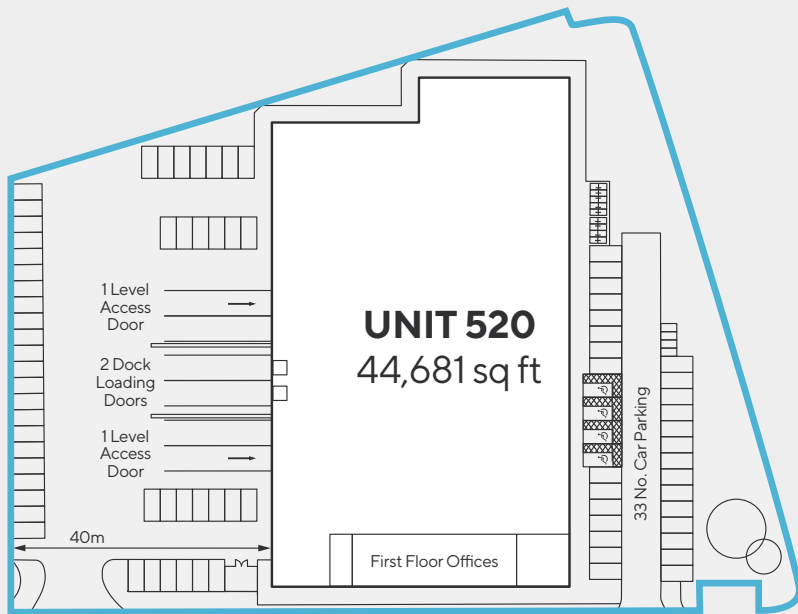 1 Level
Access
Door
2 Dock
Loading
Doors
1 Level
Access
Door
40m
UNIT 520
44,681 sq ft
First Floor Offices
33 No. Car Parking